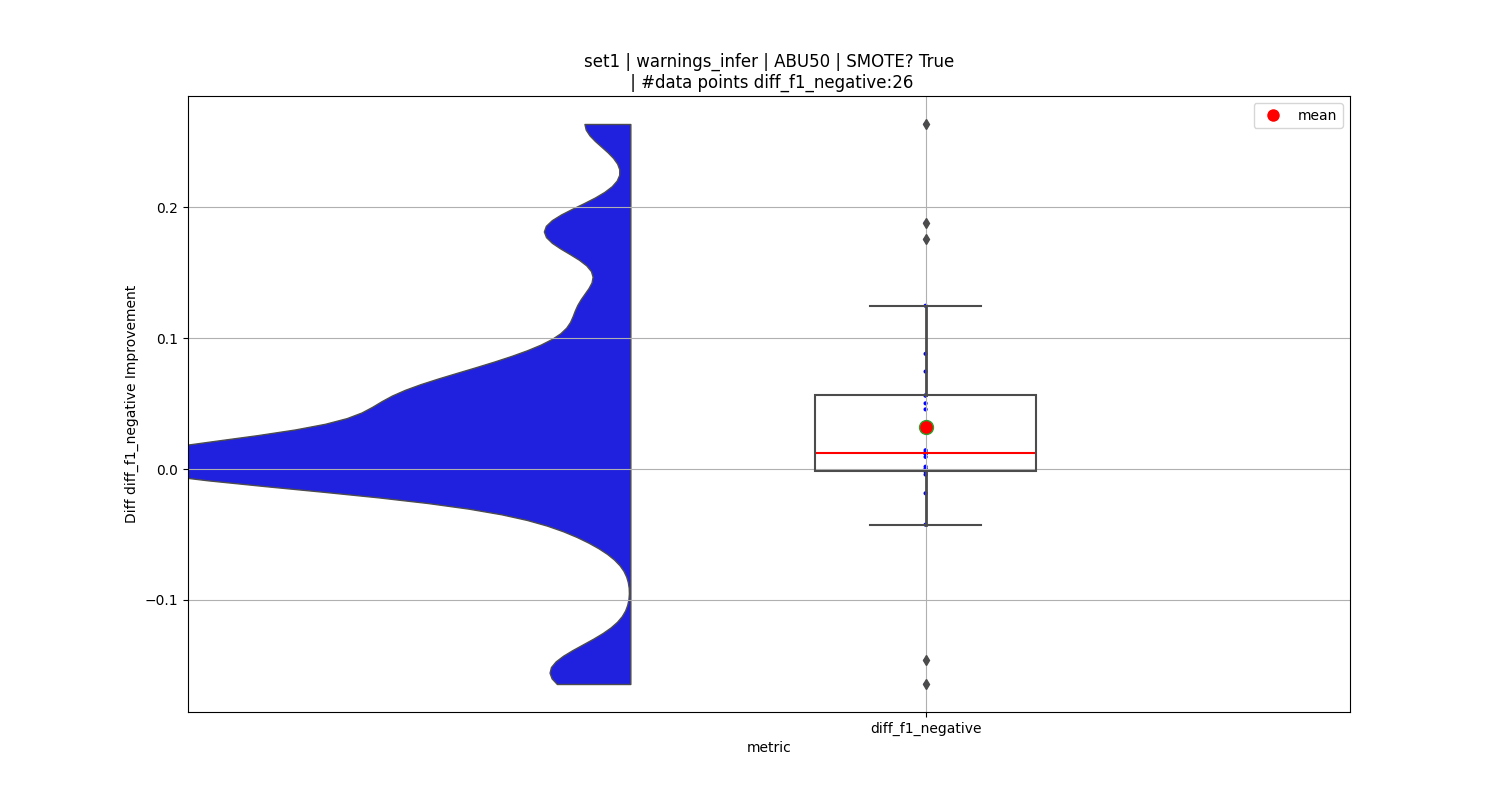 set1 | warnings_infer | ABU50 | SMOTE? True
| #data points diff_f1_negative:26
mean
0.2
0.1
0.0
−0.1
Diff diff_f1_negative Improvement
diff_f1_negative
metric